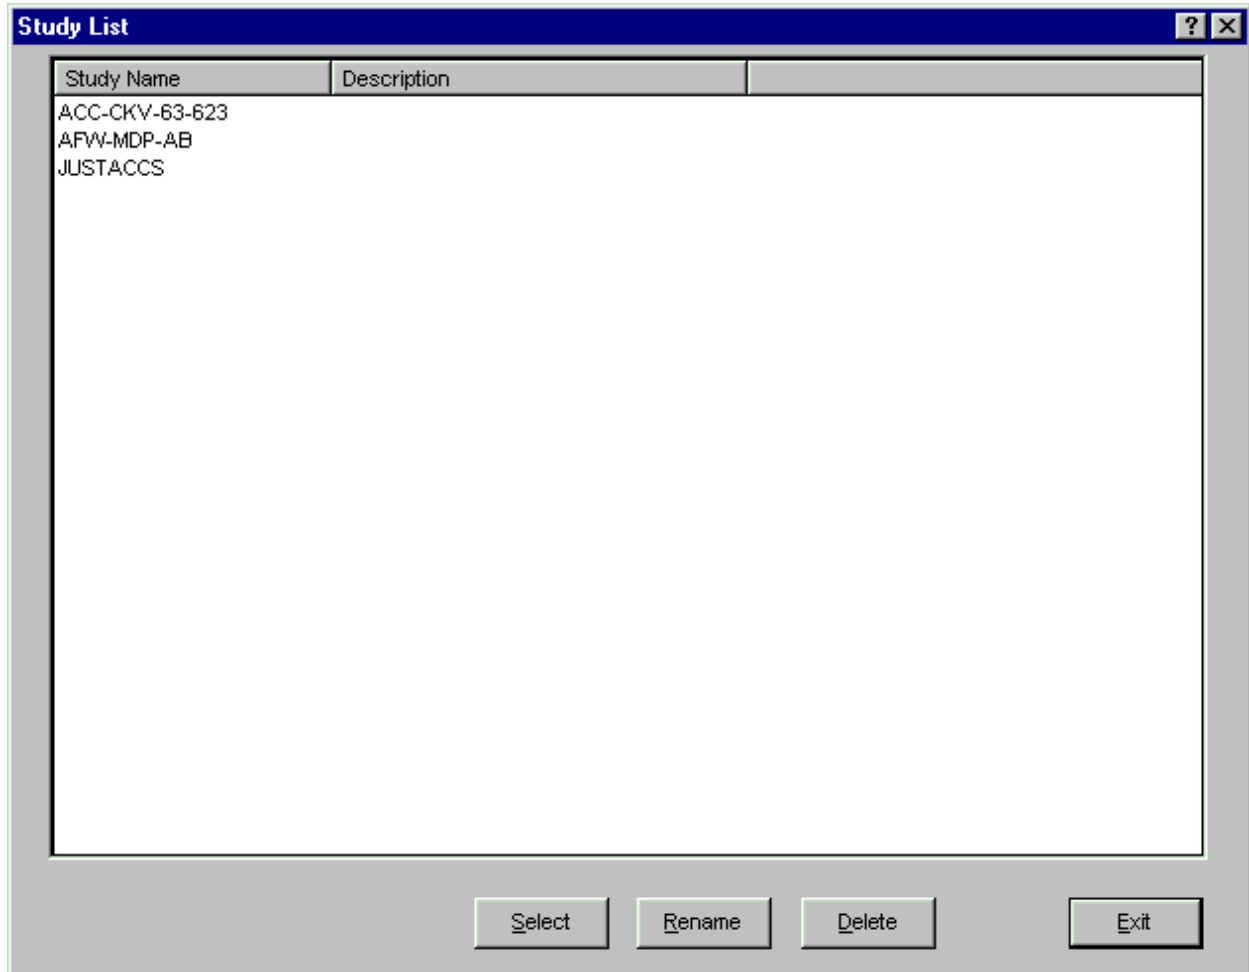 Study List
Study Name Description
ACC-CKV-63-623
AFW-MDP-AB
JUSTACCS
Select Rename Delete Exit